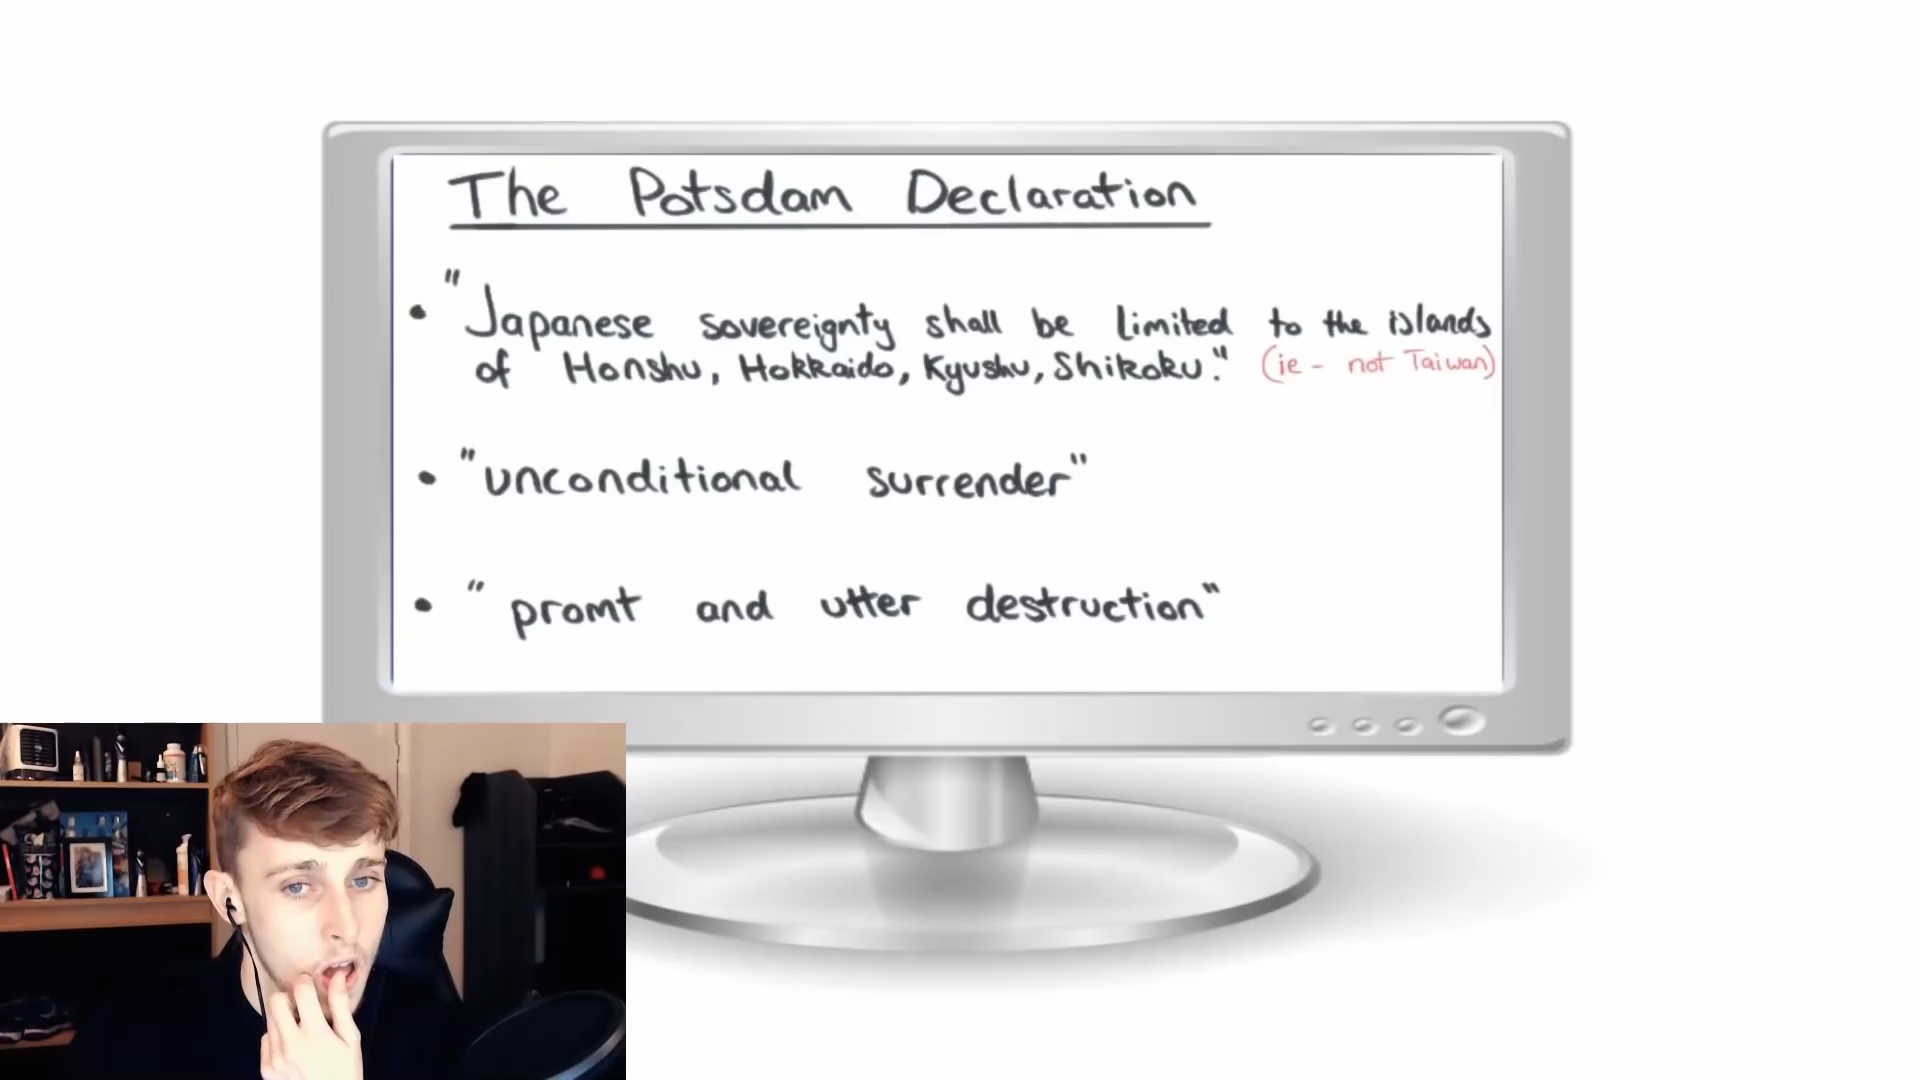 The Potsdam Declaration
• "Japanese sovereignty shall be limited to the islands
of Honshu, Hokkaido, Kyushu, Shikoku." (ie - not Taiwan)
• "unconditional surrender"
• "promt and utter destruction"